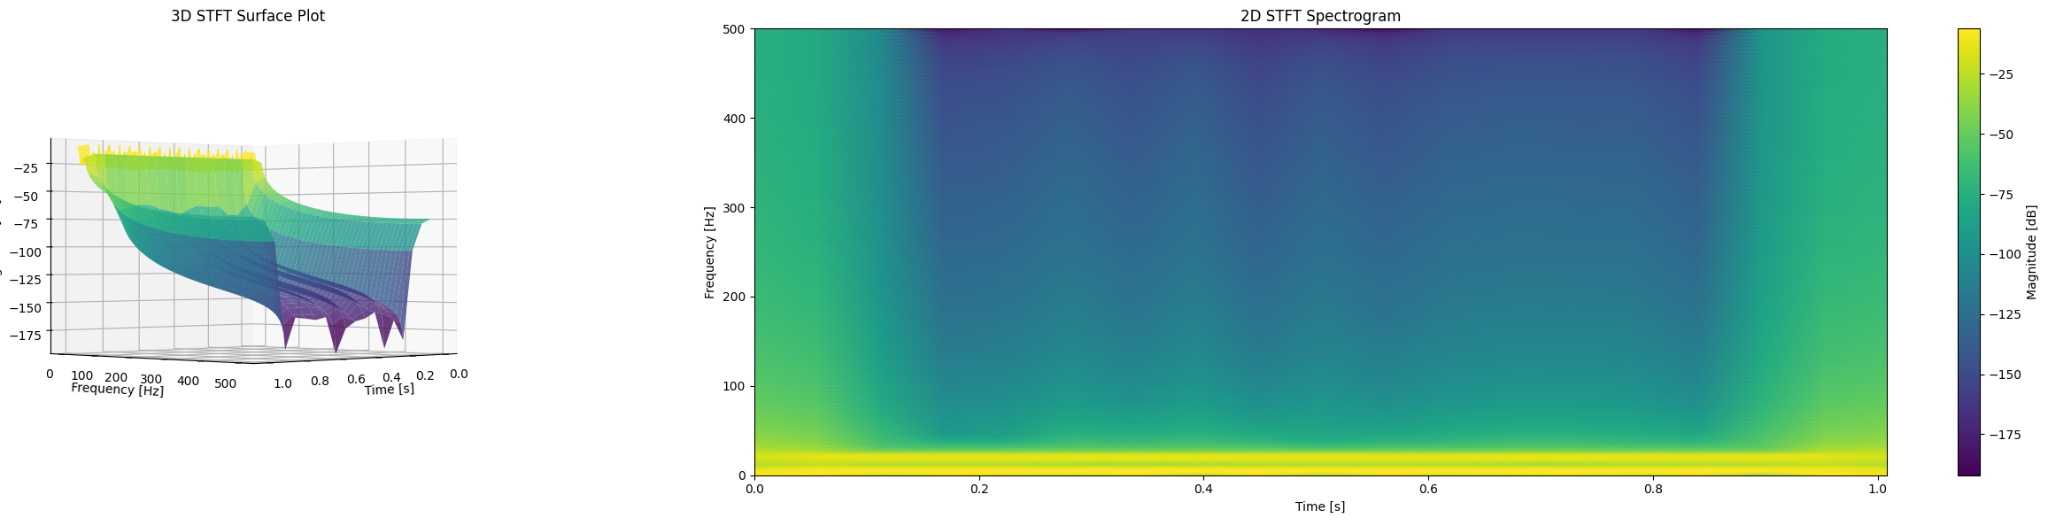 3D STFT Surface Plot
−25
−50
−75
−100
−125
−150
−175
0 100 200 300 400 500
Frequency [Hz]
1.0 0.8 0.6 0.4 0.2 0.0
Time [s]
2D STFT Spectrogram
500
400
300
200
100
0
Frequency [Hz]
0.0 0.2 0.4 0.6 0.8 1.0
Time [s]
−25
−50
−75
−100
−125
−150
−175
Magnitude [dB]